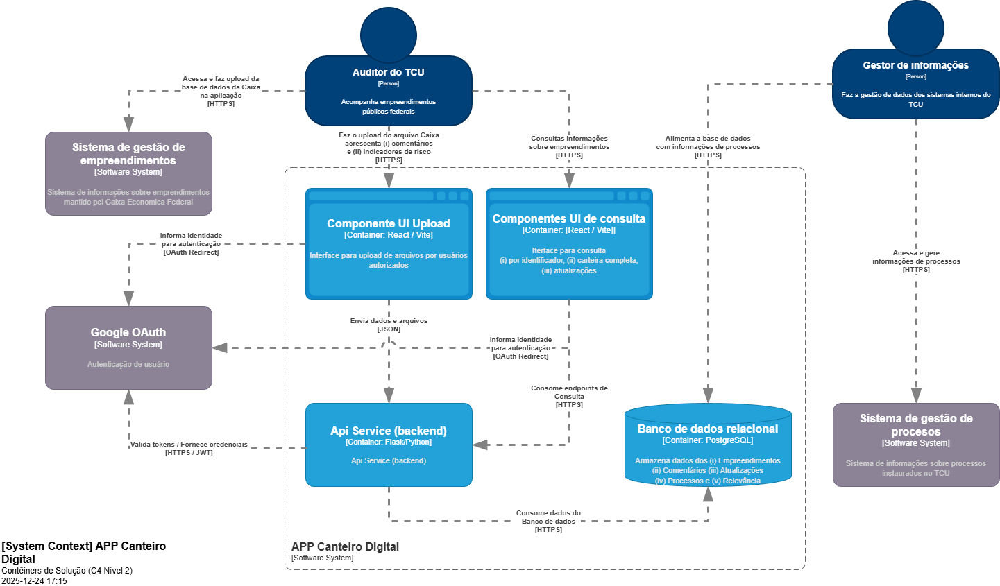 Auditor do TCU
[Person]
Acompanha empreendimentos
públicos federais
Gestor de informações
[Person]
Faz a gestão de dados dos sistemas internos do
TCU
Acessa e faz upload da
base de dados da Caixa
na aplicação
[HTTPS]
Faz o upload do arquivo Caixa
acrescenta (i) comentários
e (ii) indicadores de risco
[HTTPS]
Consultas informações
sobre empreendimentos
[HTTPS]
Alimenta a base de dados
com informações de processos
[HTTPS]
Sistema de gestão de
empreendimentos
[Software System]
Sistema de informações sobre emprendimentos
mantido pel Caixa Economica Federal
Componente UI Upload
[Container: React / Vite]
Interface para upload de arquivos por usuários
autorizados
Componentes UI de consulta
[Container: [React / Vite]]
Iterface para consulta
(i) por identificador, (ii) carteira completa,
(iii) atualizações
Informa identidade
para autenticação
[OAuth Redirect]
Acessa e gere
informações de processos
[HTTPS]
Envia dados e arquivos
[JSON]
Google OAuth
[Software System]
Autenticação de usuário
Informa identidade
para autenticação
[OAuth Redirect]
Consome endpoints de
Consulta
[HTTPS]
Api Service (backend)
[Container: Flask/Python]
Api Service (backend)
Banco de dados relacional
[Container: PostgreSQL]
Armazena dados dos (i) Empreendimentos
(ii) Comentários (iii) Atualizações
(iv) Processos e (v) Relevância
Sistema de gestão de
procesos
[Software System]
Sistema de informações sobre processos
instaurados no TCU
Valida tokens / Fornece credenciais
[HTTPS / JWT]
Consome dados do
Banco de dados
[HTTPS]
APP Canteiro Digital
[Software System]
[System Context] APP Canteiro
Digital
Contêiners de Solução (C4 Nível 2)
2025-12-24 17:15